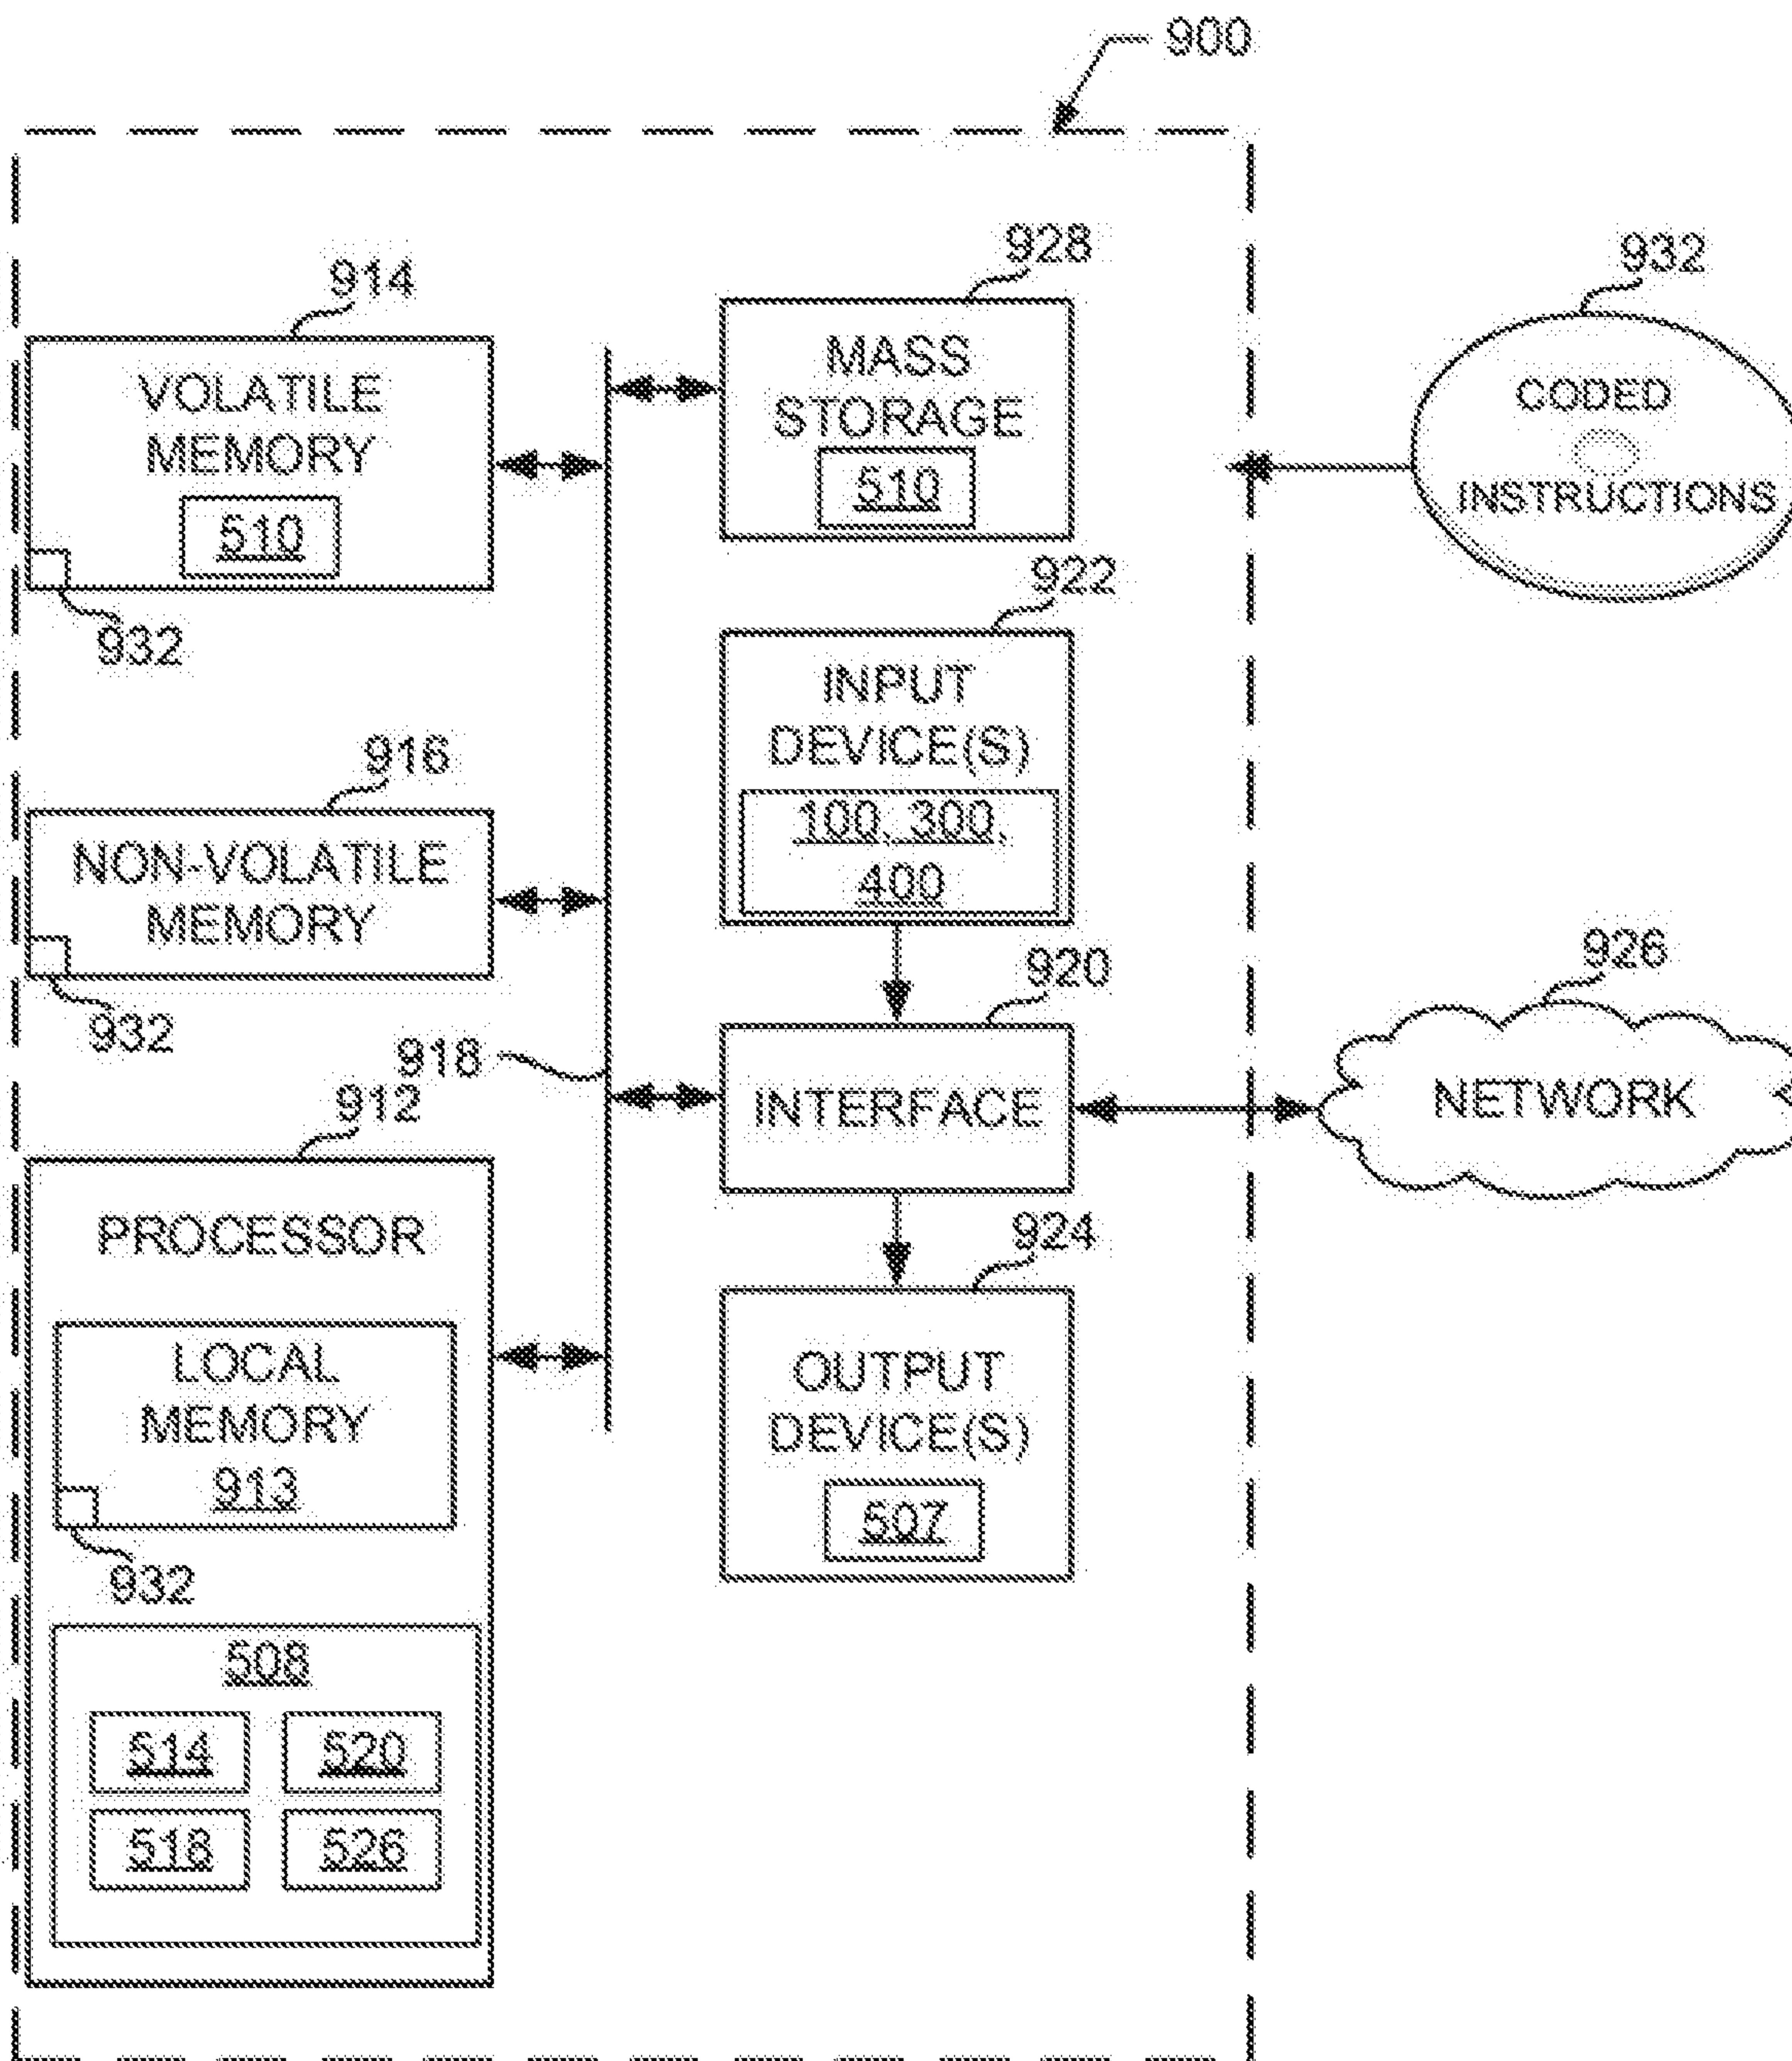 900
914
VOLATILE
MEMORY
510
932
928
MASS
STORAGE
510
932
CODED
INSTRUCTIONS
922
INPUT
DEVICE(S)
100, 300,
400
916
NON-VOLATILE
MEMORY
932
918
920
INTERFACE
926
NETWORK
912
PROCESSOR
LOCAL
MEMORY
913
932
508
514
520
518
526
924
OUTPUT
DEVICE(S)
507